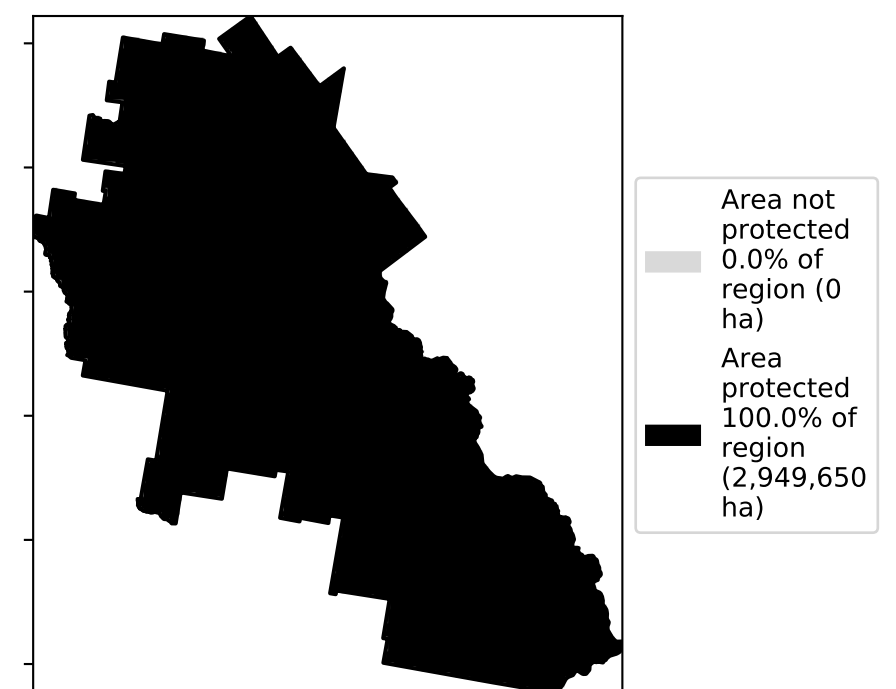 Area not
protected
0.0% of
region (0
ha)
Area
protected
100.0% of
region
(2,949,650
ha)